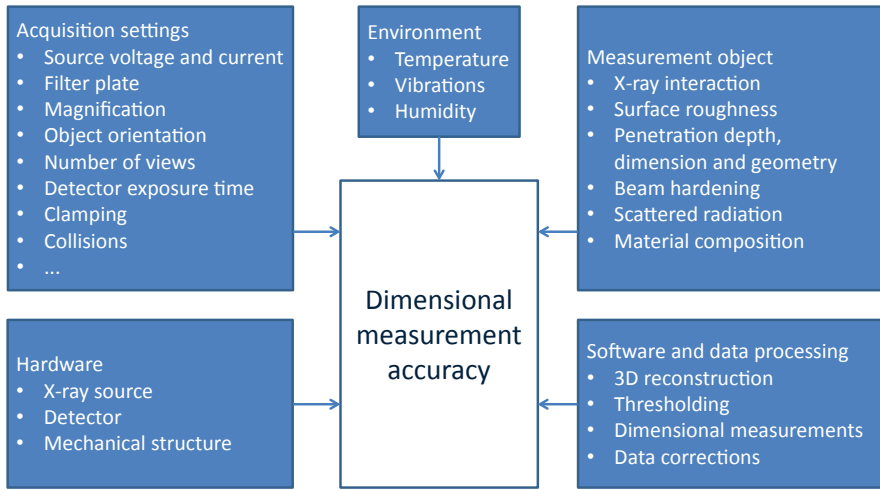 Acquisition settings
• Source voltage and current
• Filter plate
• Magnification
• Object orientation
• Number of views
• Detector exposure time
• Clamping
• Collisions
• ...
Environment
• Temperature
• Vibrations
• Humidity
Measurement object
• X-ray interaction
• Surface roughness
• Penetration depth,
dimension and geometry
• Beam hardening
• Scattered radiation
• Material composition
Dimensional
measurement
accuracy
Hardware
• X-ray source
• Detector
• Mechanical structure
Software and data processing
• 3D reconstruction
• Thresholding
• Dimensional measurements
• Data corrections